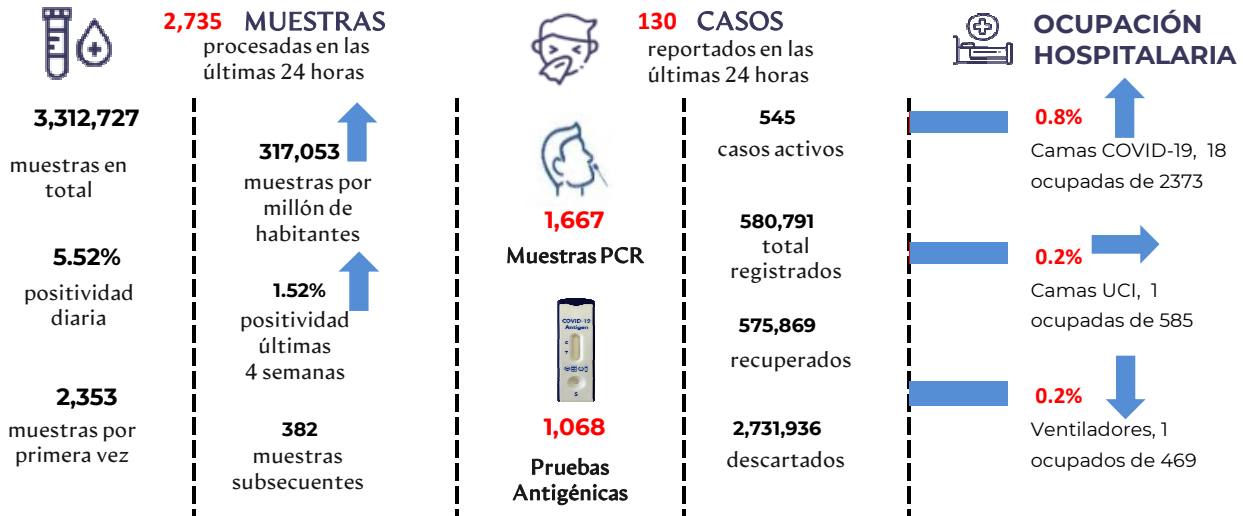 2,735 MUESTRAS
procesadas en las
últimas 24 horas
3,312,727
muestras en
total
5.52%
positividad
diaria
2,353
muestras por
primera vez
317,053
muestras por
millón de
habitantes
1.52%
positividad
últimas
4 semanas
382
muestras
subsecuentes
130 CASOS
reportados en las
últimas 24 horas
1,667
Muestras PCR
COVID-19
Antigen
C
T
S
1,068
Pruebas
Antigénicas
545
casos activos
580,791
total
registrados
575,869
recuperados
2,731,936
descartados
OCUPACIÓN
HOSPITALARIA
0.8%
Camas COVID-19, 18
ocupadas de 2373
0.2%
Camas UCI, 1
ocupadas de 585
0.2%
Ventiladores, 1
ocupados de 469